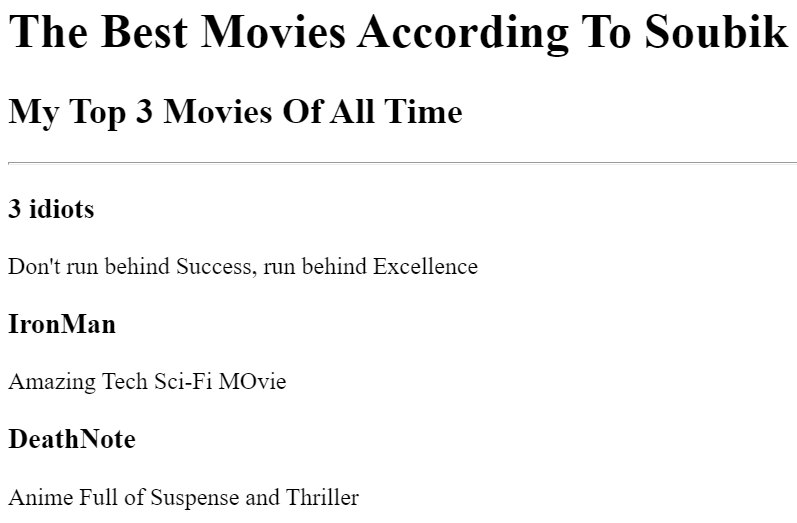 The Best Movies According To Soubik
My Top 3 Movies Of All Time
3 idiots
Don't run behind Success, run behind Excellence
IronMan
Amazing Tech Sci-Fi MOvie
DeathNote
Anime Full of Suspense and Thriller